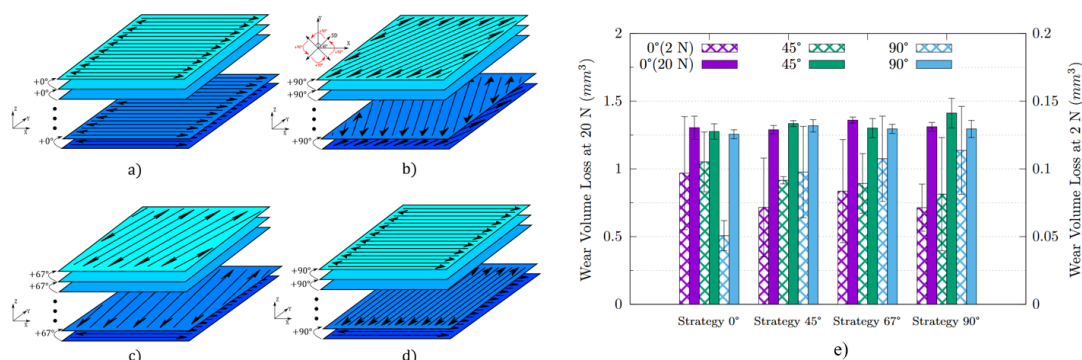 +0°
+0°
+0°
Z
Y
X
a)
+90°
+90°
+90°
Z
Y
X
b)
+67°
+67°
+67°
Z
Y
X
c)
+90°
+90°
+90°
Z
Y
X
d)
2
1.5
1
0.5
0
Wear Volume Loss at 20 N (mm³)
0°(2 N) 45° 90°
0°(20 N) 45° 90°
0.2
0.15
0.1
0.05
0
Wear Volume Loss at 2 N (mm³)
Strategy 0° Strategy 45° Strategy 67° Strategy 90°
e)